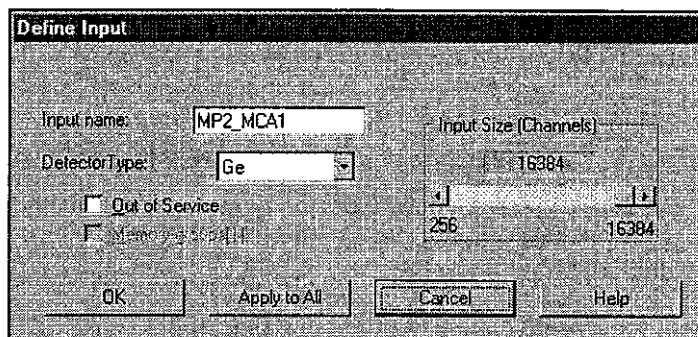 Define Input
Input name: MP2_MCA1
Input Size (Channels)
DetectorType: Ge
16384
Out of Service
256 16384
OK Apply to All Cancel Help